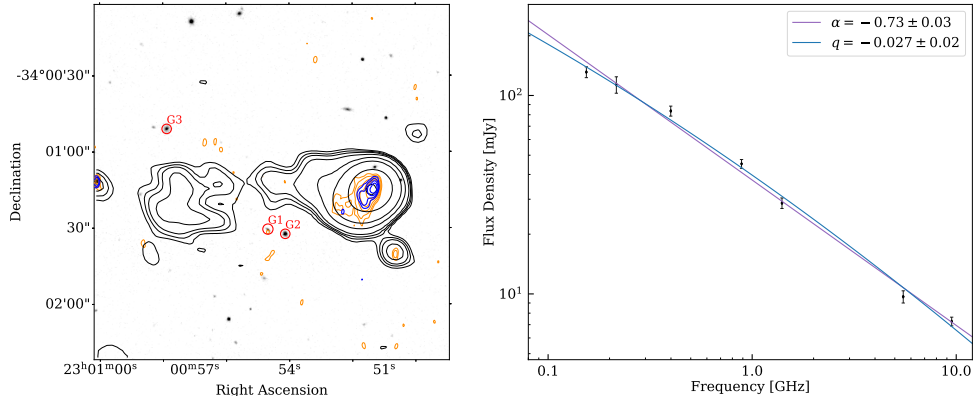 -34°00'30"
01'00"
30"
02'00"
Declination
G3
G1
G2
23ʰ01ᵐ00ˢ
00ᵐ57ˢ
54ˢ
51ˢ
Right Ascension
α = −0.73 ± 0.03
q = −0.027 ± 0.02
Flux Density [mJy]
10²
10¹
0.1
1.0
10.0
Frequency [GHz]